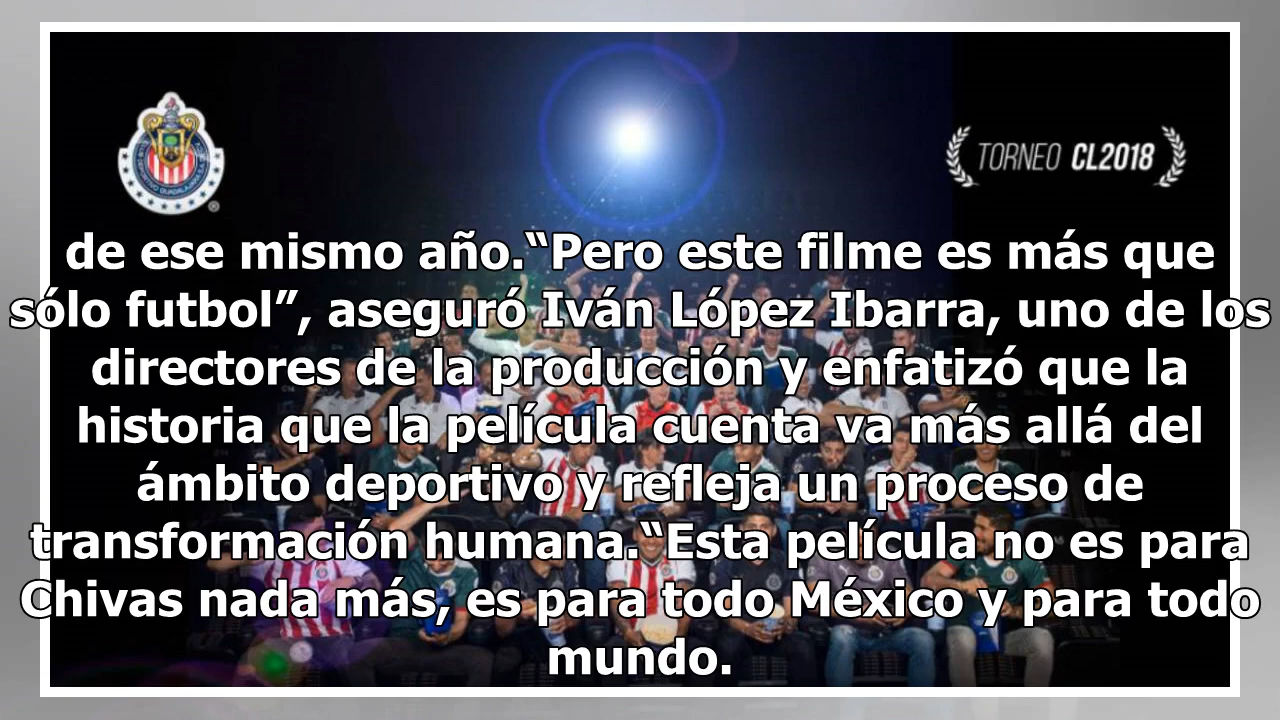 TORNEO CL2018
de ese mismo año.“Pero este filme es más que
sólo futbol”, aseguró Iván López Ibarra, uno de los
directores de la producción y enfatizó que la
historia que la película cuenta va más allá del
ámbito deportivo y refleja un proceso de
transformación humana.“Esta película no es para
Chivas nada más, es para todo México y para todo
mundo.